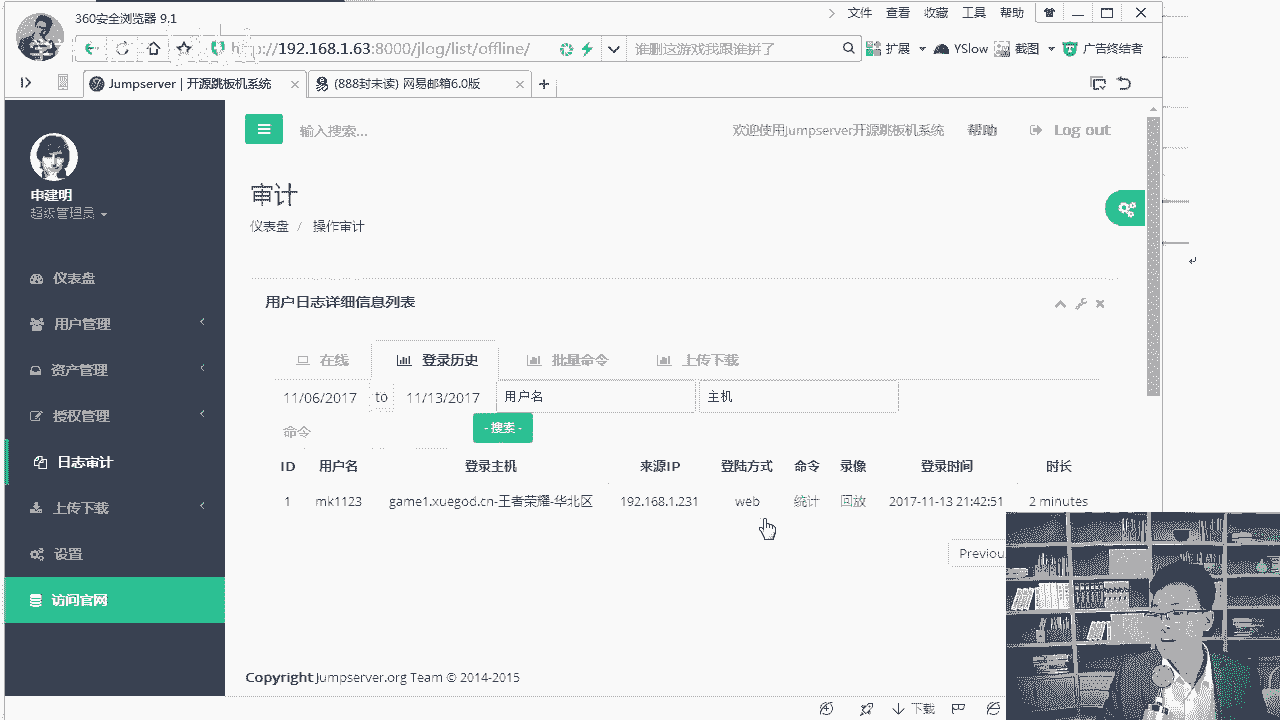 360安全浏览器 9.1
文件 查看 收藏 工具 帮助
http://192.168.1.63:8000/jlog/list/offline/
谁删这游戏我跟谁拼了
扩展 YSlow 截图 广告终结者
Jumpserver | 开源跳板机系统
(888封未读) 网易邮箱6.0版
输入搜索...
欢迎使用Jumpserver开源跳板机系统 帮助 Log out
申建明
超级管理员
仪表盘
用户管理
资产管理
授权管理
日志审计
上传下载
设置
访问官网
审计
仪表盘 / 操作审计
用户日志详细信息列表
在线 登录历史 批量命令 上传下载
11/06/2017 to 11/13/2017 用户名 主机
命令 - 搜索 -
ID 用户名 登录主机 来源IP 登陆方式 命令 录像 登录时间 时长
1 mk1123 game1.xuegod.cn-王者荣耀-华北区 192.168.1.231 web 统计 回放 2017-11-13 21:42:51 2 minutes
Previou
Copyright Jumpserver.org Team © 2014-2015
下载